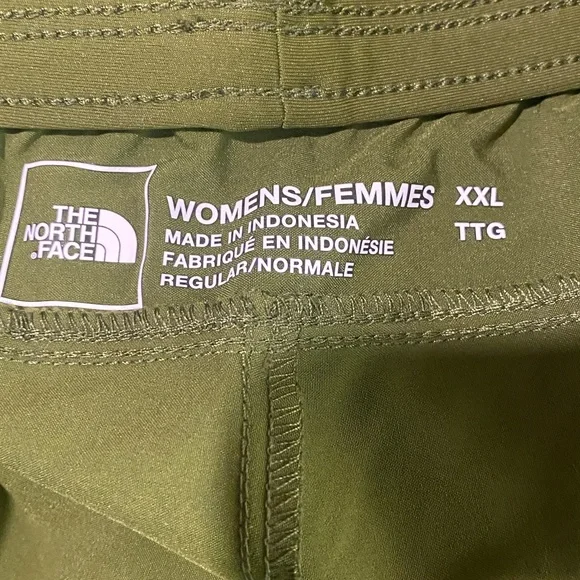 THE
NORTH
FACE
WOMENS/FEMMES XXL
MADE IN INDONESIA TTG
FABRIQUÉ EN INDONÉSIE
REGULAR/NORMALE